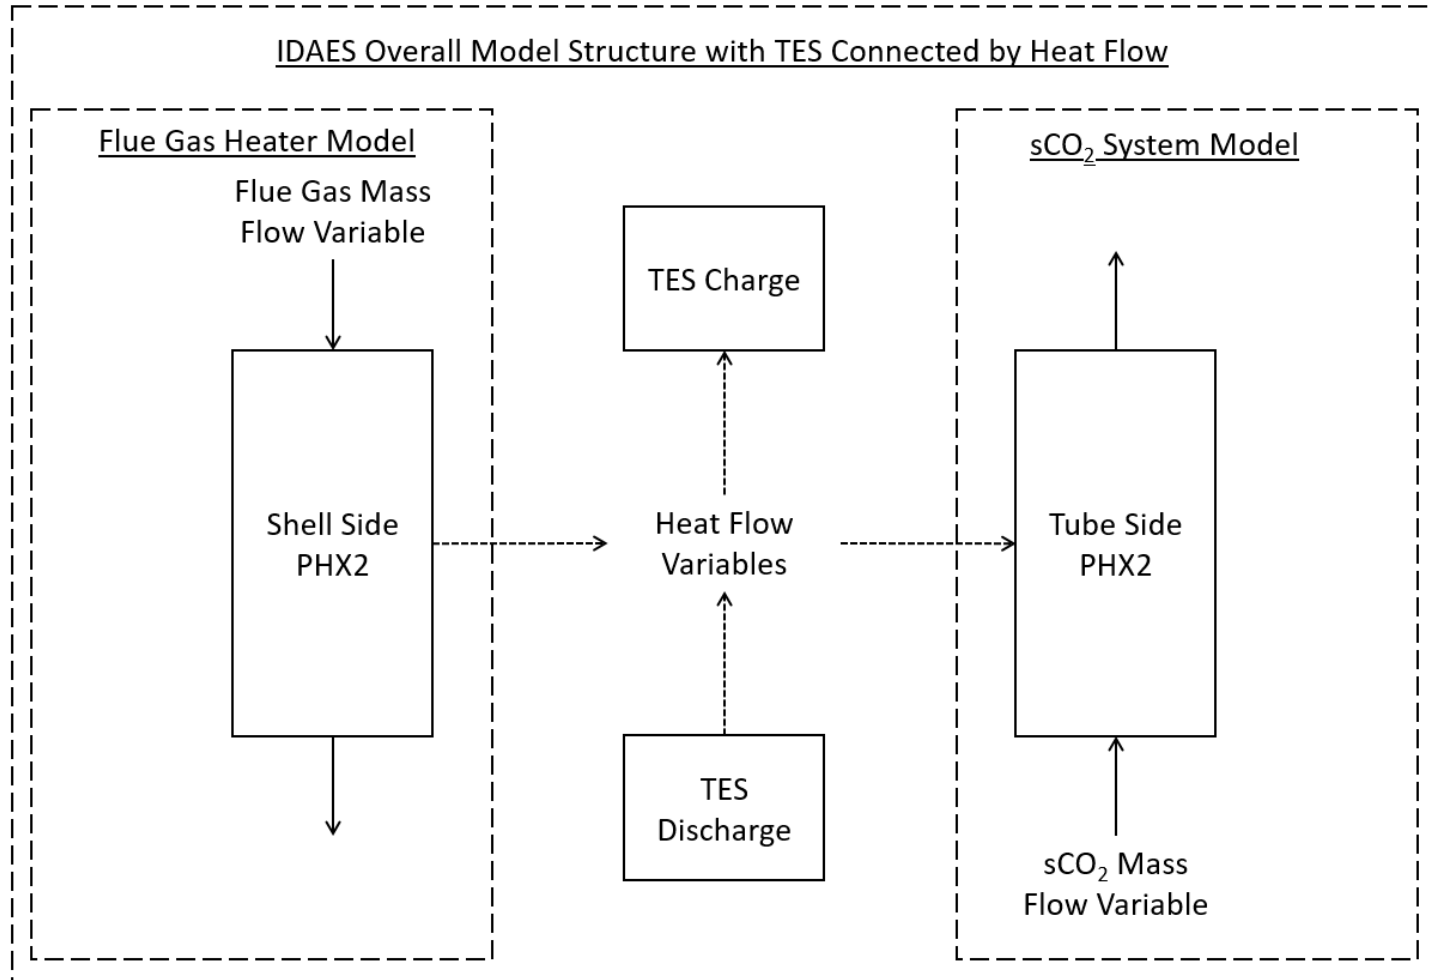 IDAES Overall Model Structure with TES Connected by Heat Flow
Flue Gas Heater Model
Flue Gas Mass
Flow Variable
Shell Side
PHX2
TES Charge
Heat Flow
Variables
TES
Discharge
sCO₂ System Model
Tube Side
PHX2
sCO₂ Mass
Flow Variable